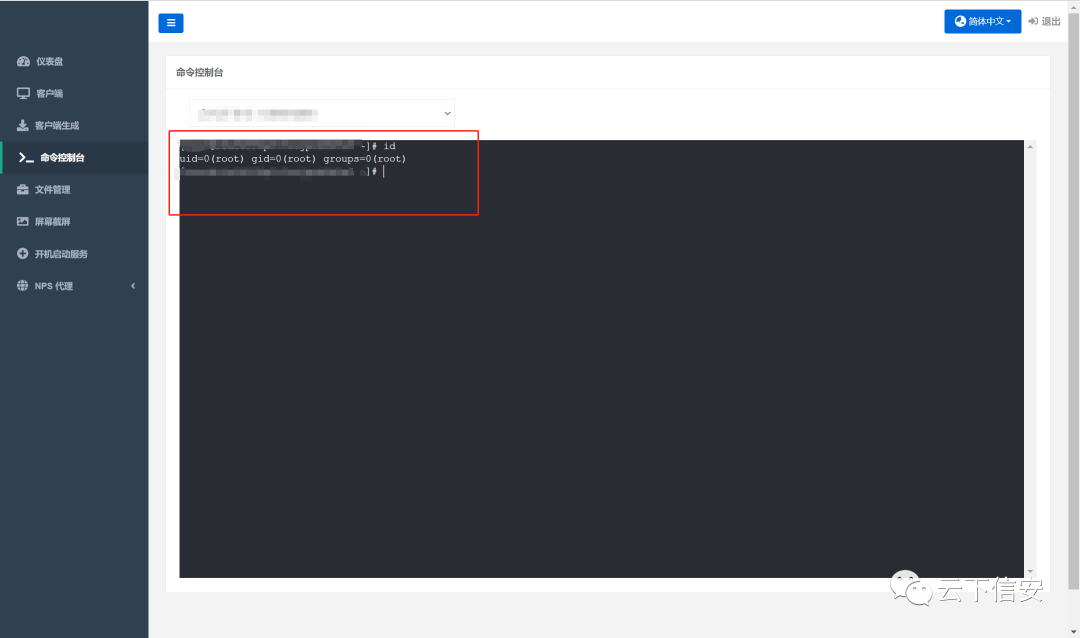 简体中文
退出
仪表盘
客户端
客户端生成
命令控制台
文件管理
屏幕截屏
开机启动服务
NPS 代理
命令控制台
~]# id
uid=0(root) gid=0(root) groups=0(root)
]#
云下信安